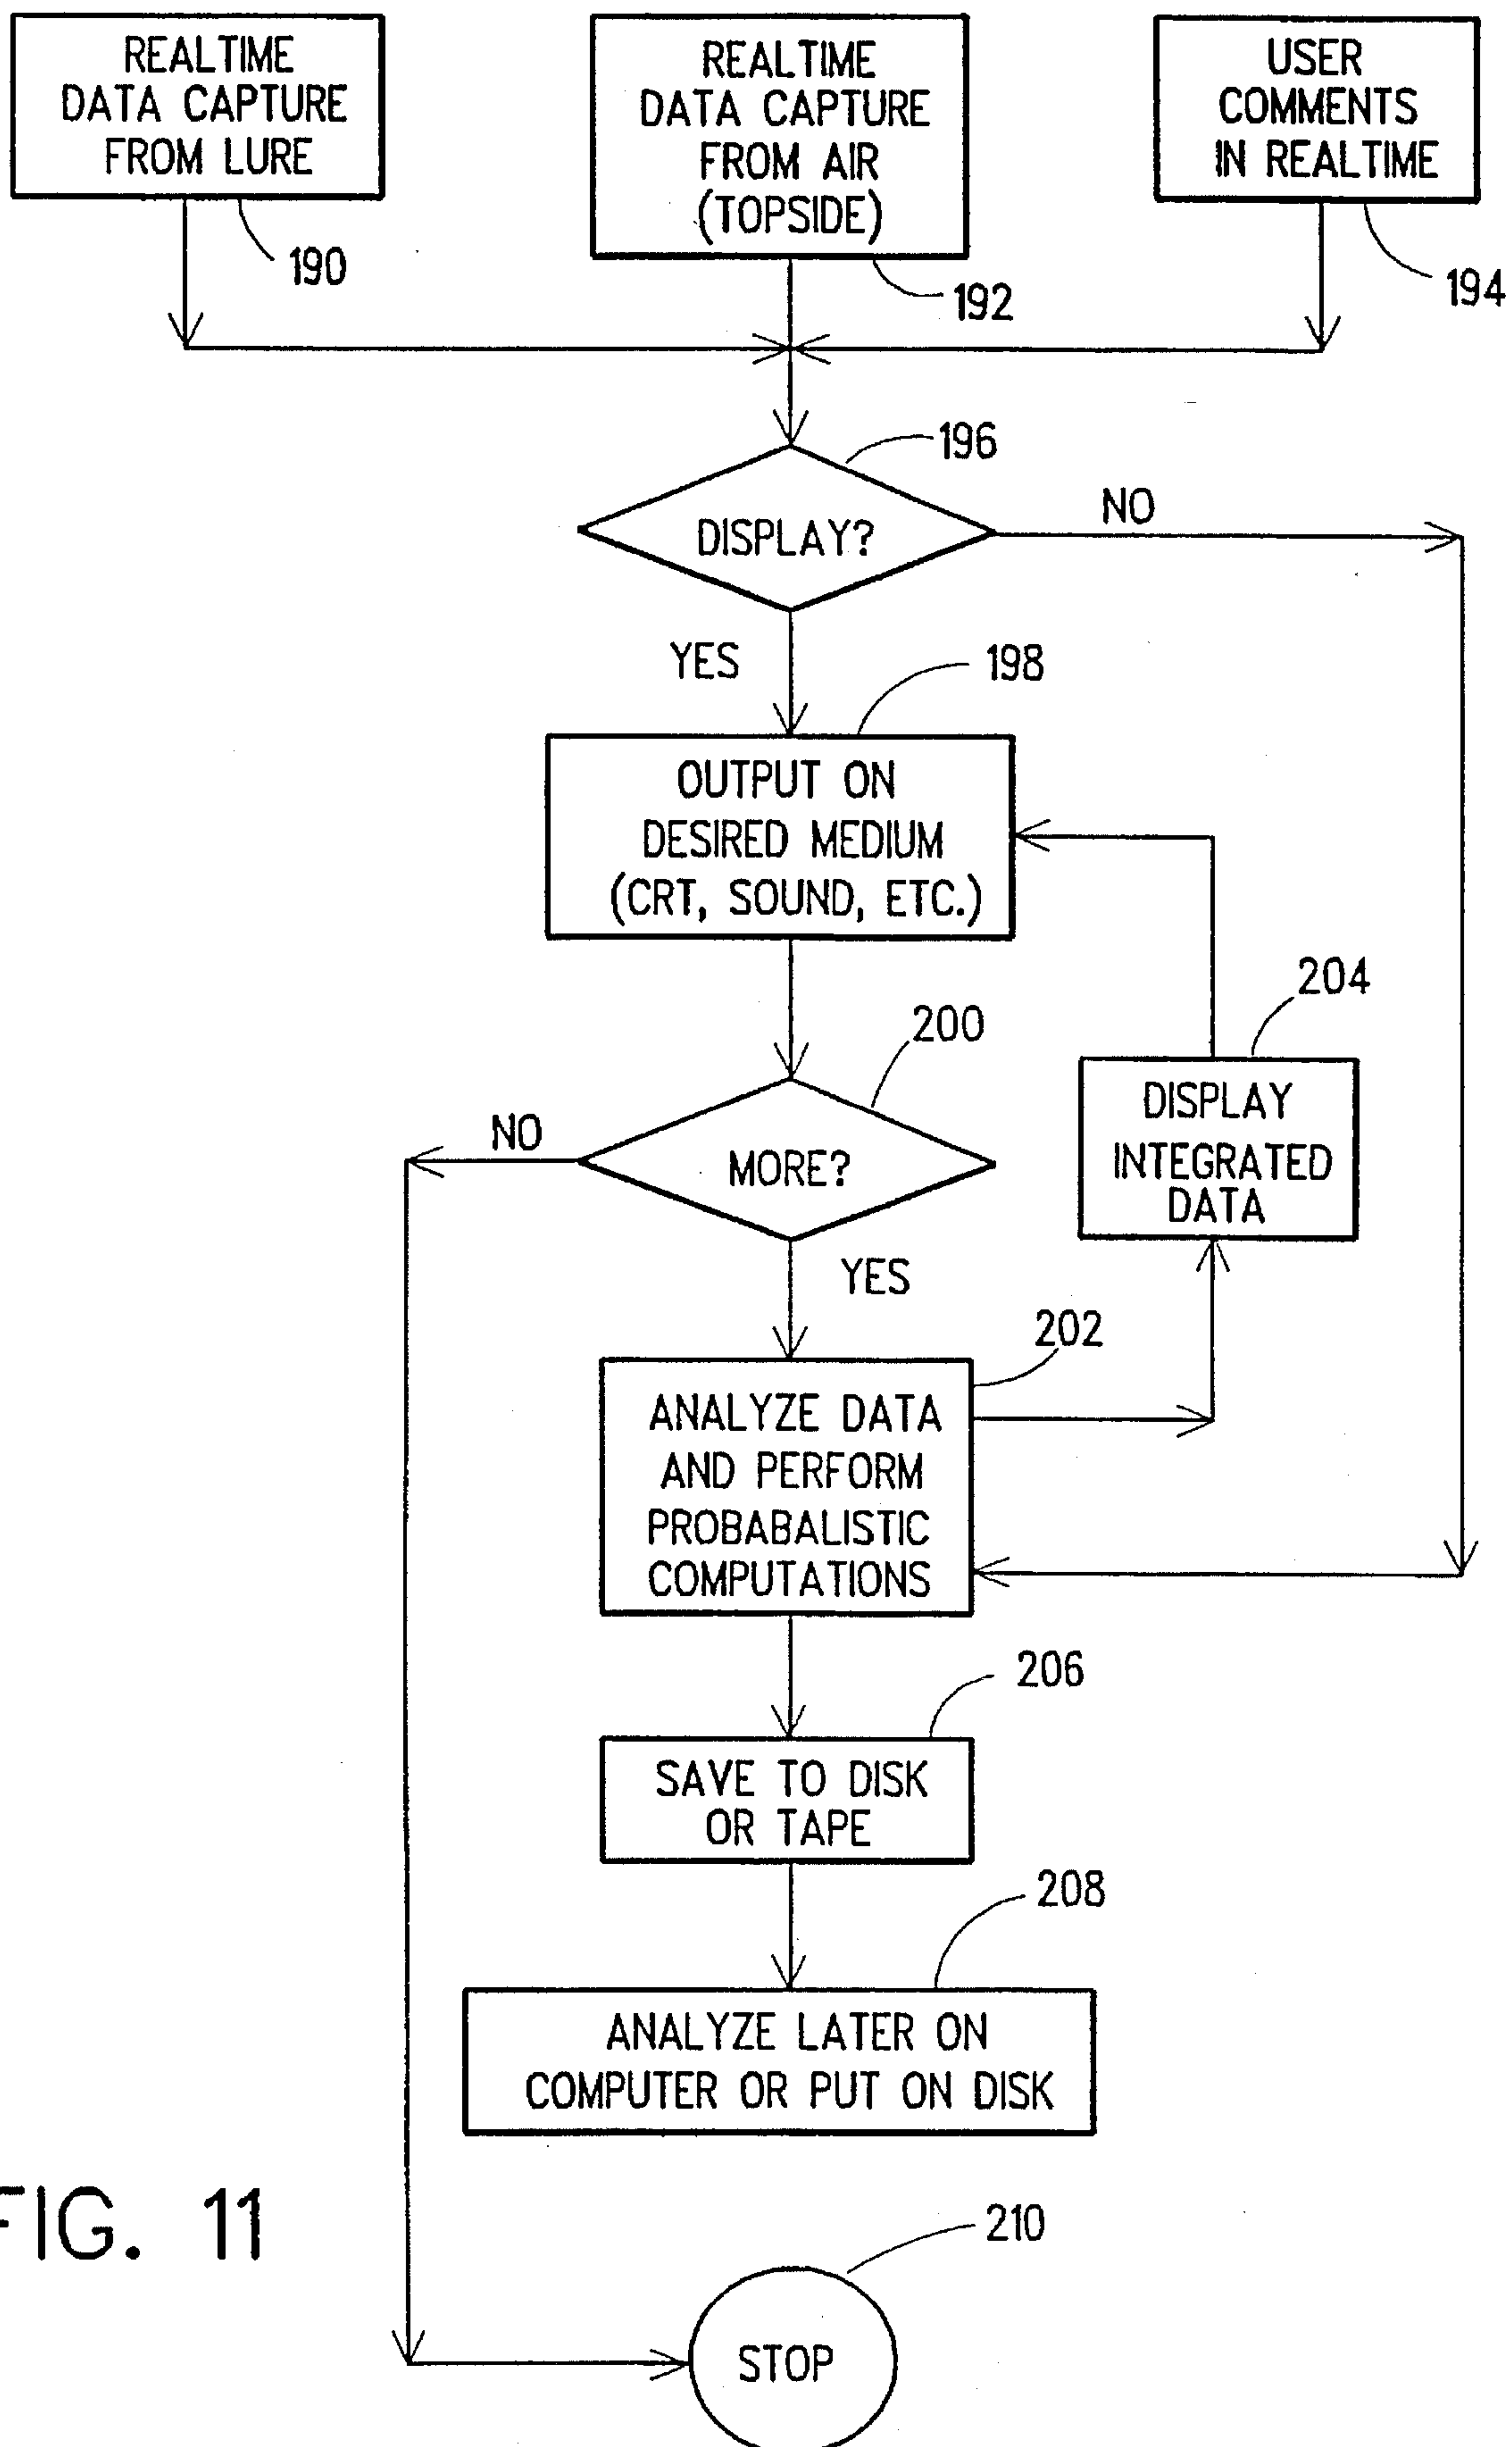 REALTIME
DATA CAPTURE
FROM LURE
190
REALTIME
DATA CAPTURE
FROM AIR
(TOPSIDE)
192
USER
COMMENTS
IN REALTIME
194
196
DISPLAY?
NO
YES
198
OUTPUT ON
DESIRED MEDIUM
(CRT, SOUND, ETC.)
200
MORE?
NO
YES
204
DISPLAY
INTEGRATED
DATA
202
ANALYZE DATA
AND PERFORM
PROBABALISTIC
COMPUTATIONS
206
SAVE TO DISK
OR TAPE
208
ANALYZE LATER ON
COMPUTER OR PUT ON DISK
FIG. 11
210
STOP